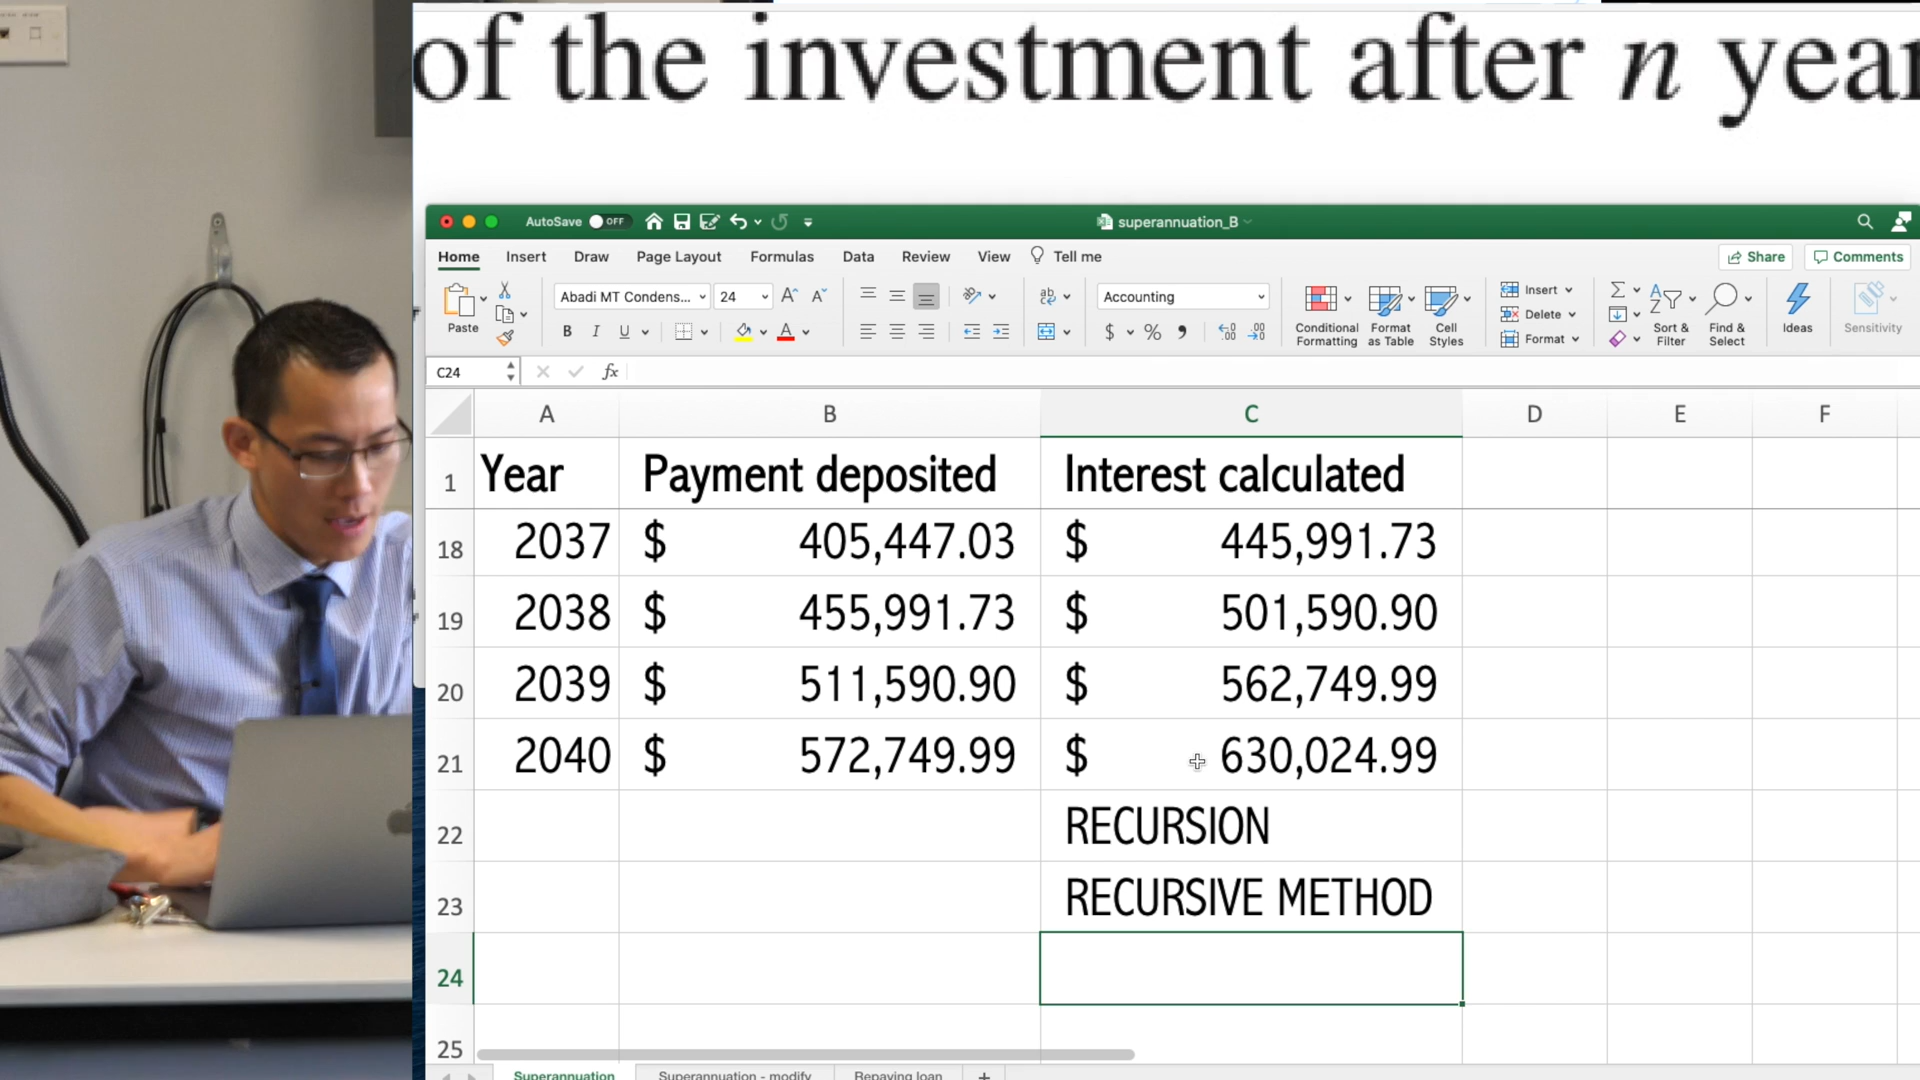 of the investment after n year
AutoSave OFF superannuation_B
Home Insert Draw Page Layout Formulas Data Review View Tell me Share Comments
Paste Abadi MT Condens... 24 A A Accounting Conditional Formatting Format as Table Cell Styles Insert Delete Format Sort & Filter Find & Select Ideas Sensitivity
B I U A $ %
C24 fx
A B C D E F
1 Year Payment deposited Interest calculated
18 2037 $ 405,447.03 $ 445,991.73
19 2038 $ 455,991.73 $ 501,590.90
20 2039 $ 511,590.90 $ 562,749.99
21 2040 $ 572,749.99 $ 630,024.99
22 RECURSION
23 RECURSIVE METHOD
24
25
Superannuation Superannuation - modify Repaying loan +